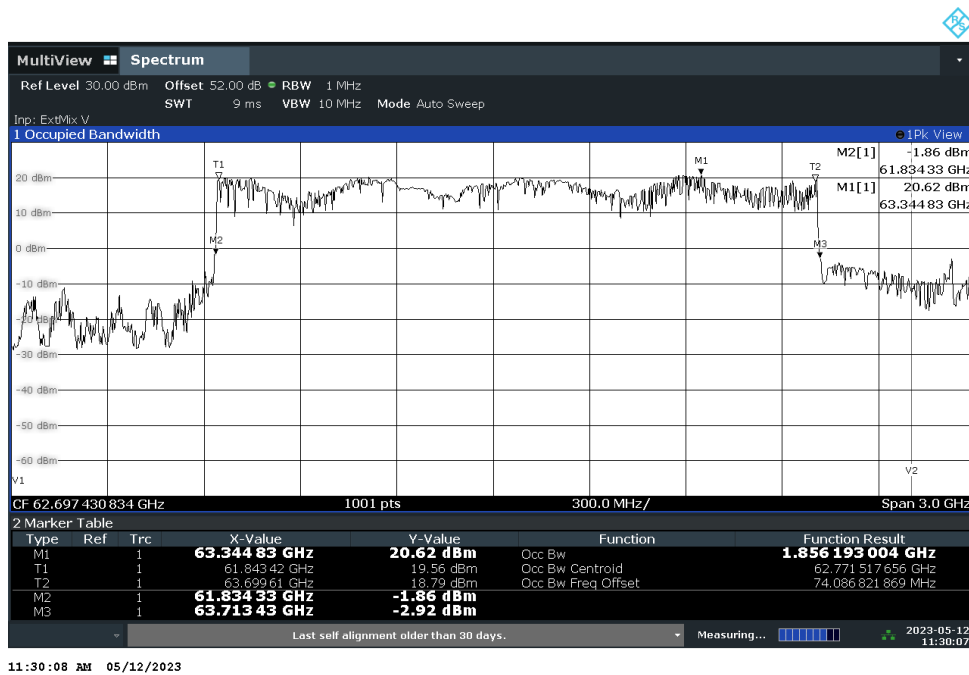 R&S
MultiView Spectrum
Ref Level 30.00 dBm Offset 52.00 dB RBW 1 MHz
SWT 9 ms VBW 10 MHz Mode Auto Sweep
Inp: ExtMix V
1 Occupied Bandwidth 1Pk View
M2[1] -1.86 dBm
61.83433 GHz
M1[1] 20.62 dBm
63.34483 GHz
T1
M1
T2
20 dBm
10 dBm
M2
M3
0 dBm
-10 dBm
-20 dBm
-30 dBm
-40 dBm
-50 dBm
-60 dBm
V1
V2
CF 62.697 430 834 GHz 1001 pts 300.0 MHz/ Span 3.0 GHz
2 Marker Table
Type Ref Trc X-Value Y-Value Function Function Result
M1 1 63.344 83 GHz 20.62 dBm Occ Bw 1.856 193 004 GHz
T1 1 61.843 42 GHz 19.56 dBm Occ Bw Centroid 62.771 517 656 GHz
T2 1 63.699 61 GHz 18.79 dBm Occ Bw Freq Offset 74.086 821 869 MHz
M2 1 61.834 33 GHz -1.86 dBm
M3 1 63.713 43 GHz -2.92 dBm
Last self alignment older than 30 days. Measuring... 2023-05-12
11:30:07
11:30:08 AM 05/12/2023